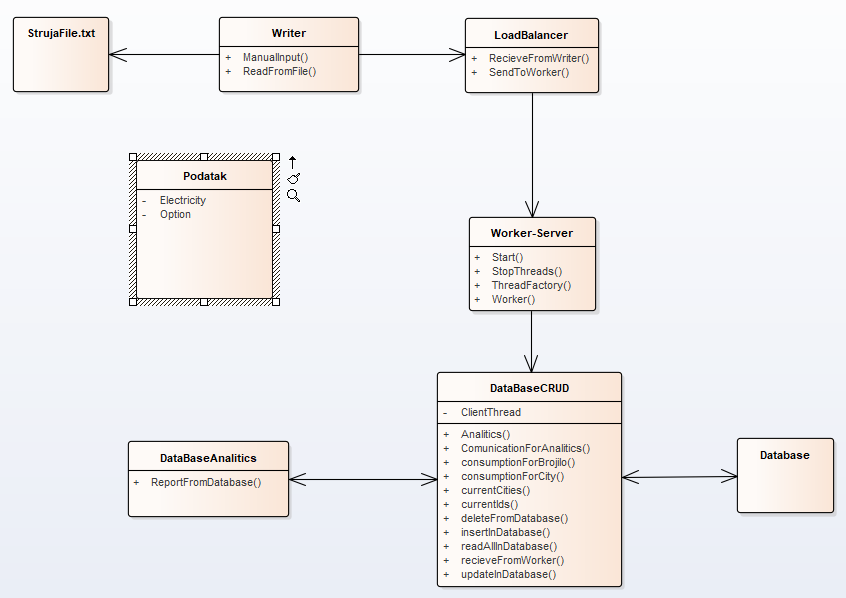 StrujaFile.txt
Writer
+ ManualInput()
+ ReadFromFile()
LoadBalancer
+ RecieveFromWriter()
+ SendToWorker()
Podatak
- Electricity
- Option
Worker-Server
+ Start()
+ StopThreads()
+ ThreadFactory()
+ Worker()
DataBaseCRUD
- ClientThread
+ Analitics()
+ ComunicationForAnalitics()
+ consumptionForBrojilo()
+ consumptionForCity()
+ currentCities()
+ currentIds()
+ deleteFromDatabase()
+ insertInDatabase()
+ readAllInDatabase()
+ recieveFromWorker()
+ updateInDatabase()
DataBaseAnalitics
+ ReportFromDatabase()
Database